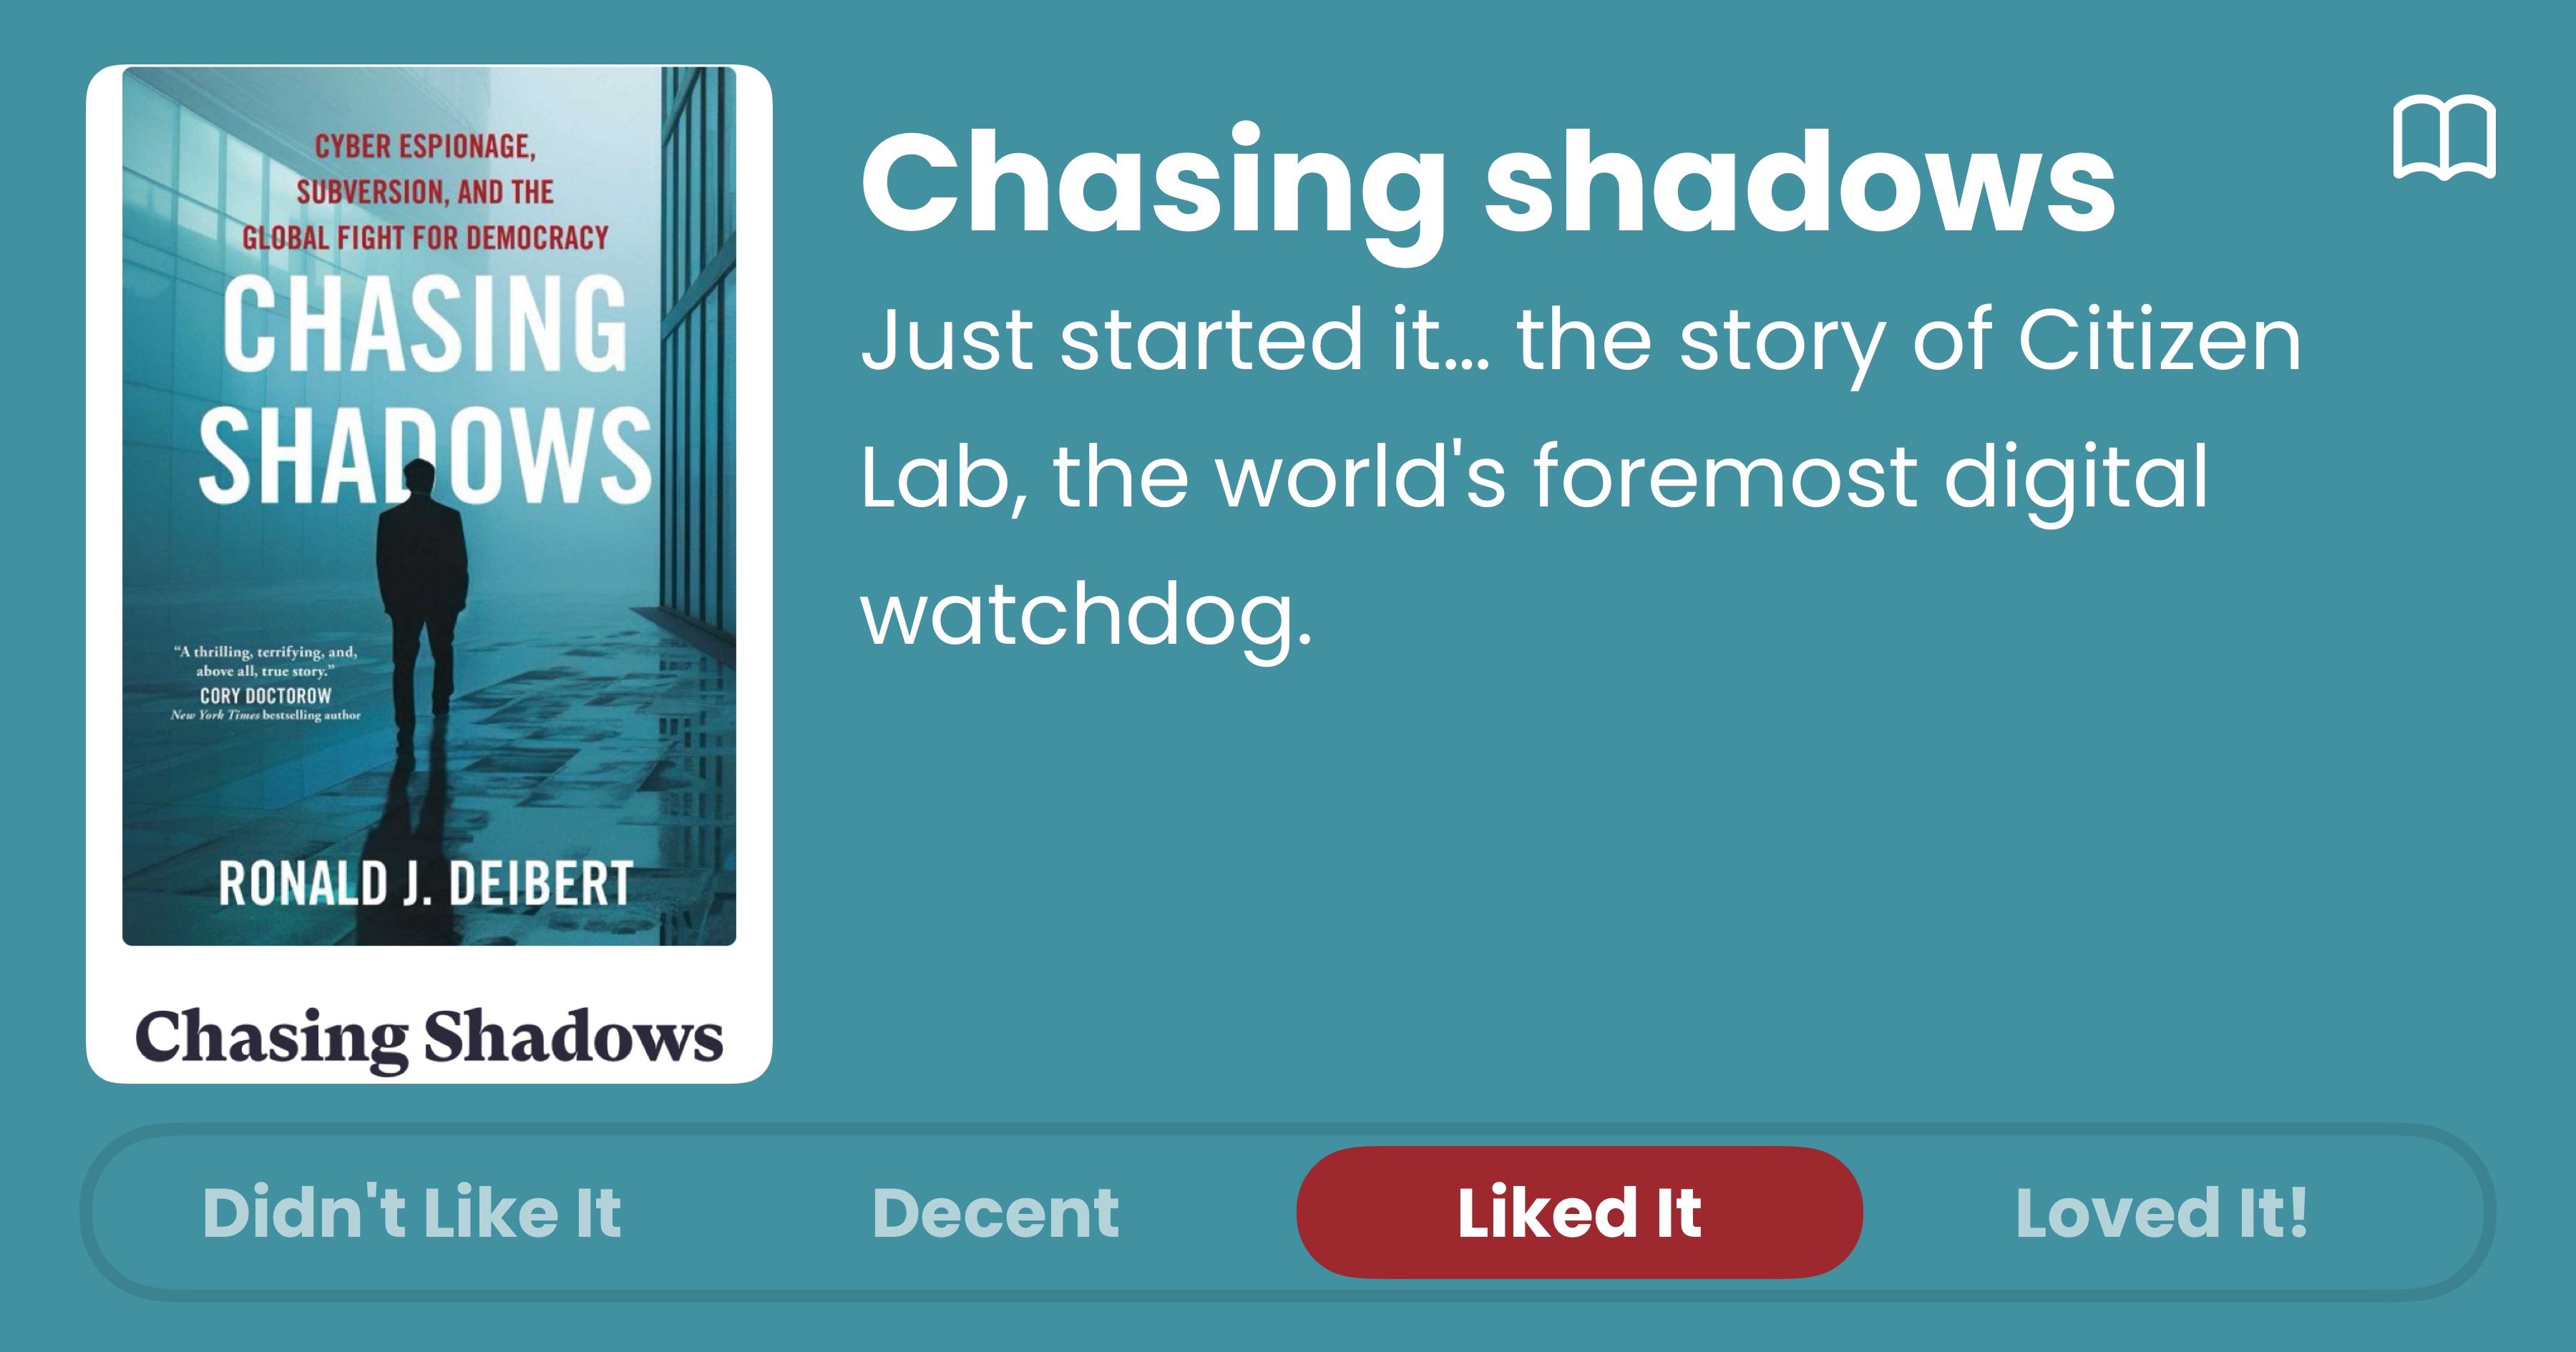 CYBER ESPIONAGE,
SUBVERSION, AND THE
GLOBAL FIGHT FOR DEMOCRACY
CHASING
SHADOWS
“A thrilling, terrifying, and,
above all, true story.”
CORY DOCTOROW
New York Times bestselling author
RONALD J. DEIBERT
Chasing Shadows
Chasing shadows
Just started it... the story of Citizen
Lab, the world's foremost digital
watchdog.
Didn't Like It
Decent
Liked It
Loved It!